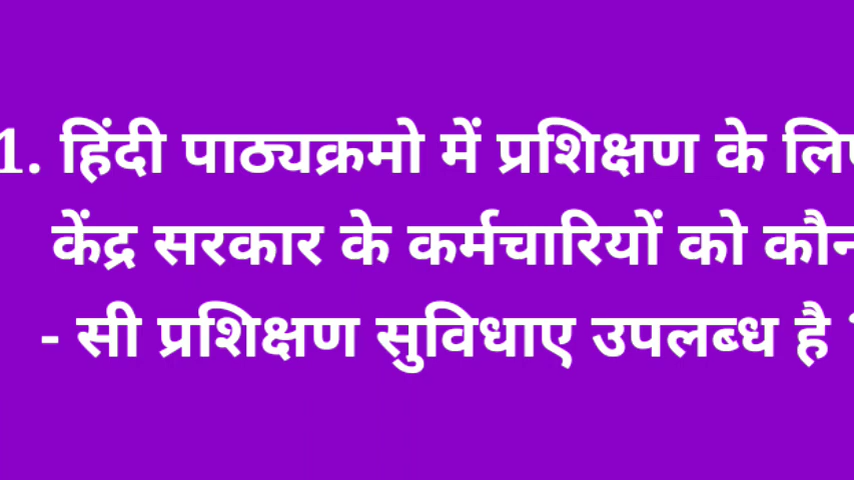 1. हिंदी पाठ्यक्रमो में प्रशिक्षण के
केंद्र सरकार के कर्मचारियों को
- सी प्रशिक्षण सुविधाए उपलब्ध है